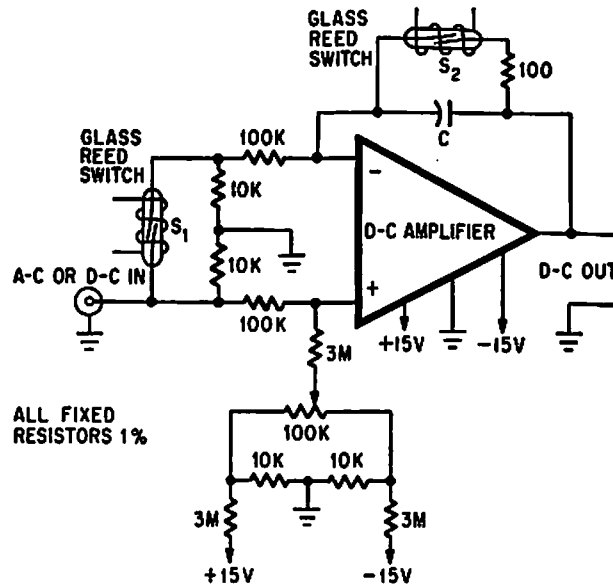 GLASS
REED
SWITCH
S2
100
C
GLASS
REED
SWITCH
100K
10K
S1
10K
-
D-C AMPLIFIER
A-C OR D-C IN
+
D-C OUT
100K
+15V
-15V
3M
ALL FIXED
RESISTORS 1%
100K
10K
10K
3M
3M
+15V
-15V